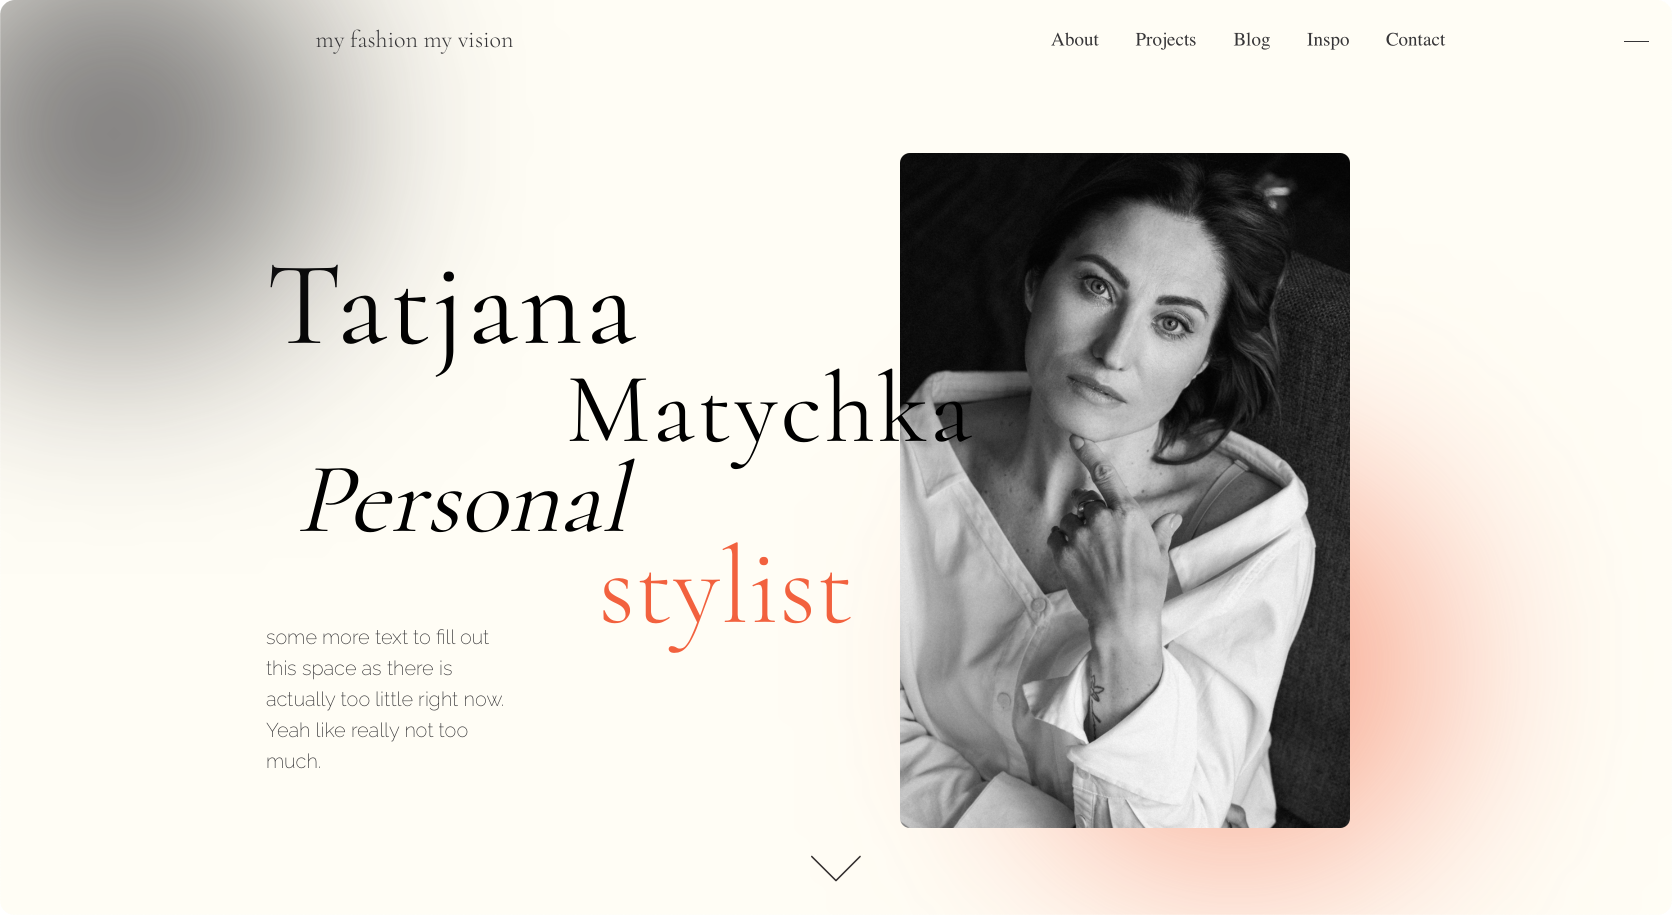 my fashion my vision
About Projects Blog Inspo Contact
Tatjana
Matychka
Personal
stylist
some more text to fill out
this space as there is
actually too little right now.
Yeah like really not too
much.